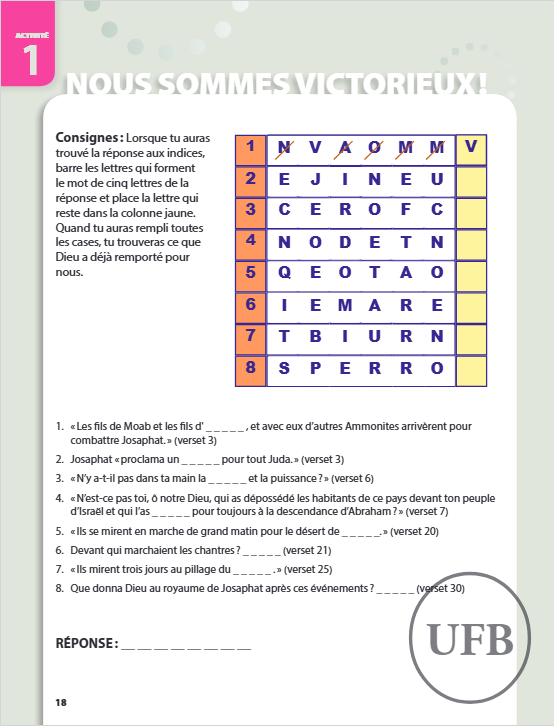 ACTIVITÉ
1
NOUS SOMMES VICTORIEUX!
Consignes : Lorsque tu auras
trouvé la réponse aux indices,
barre les lettres qui forment
le mot de cinq lettres de la
réponse et place la lettre qui
reste dans la colonne jaune.
Quand tu auras rempli toutes
les cases, tu trouveras ce que
Dieu a déjà remporté pour
nous.
1 N V A O M M V
2 E J I N E U
3 C E R O F C
4 N O D E T N
5 Q E O T A O
6 I E M A R E
7 T B I U R N
8 S P E R R O
1. « Les fils de Moab et les fils d' _ _ _ _ _ , et avec eux d'autres Ammonites arrivèrent pour
combattre Josaphat. » (verset 3)
2. Josaphat « proclama un _ _ _ _ _ pour tout Juda. » (verset 3)
3. « N'y a-t-il pas dans ta main la _ _ _ _ _ et la puissance ? » (verset 6)
4. « N'est-ce pas toi, ô notre Dieu, qui as dépossédé les habitants de ce pays devant ton peuple
d'Israël et qui l'as _ _ _ _ _ pour toujours à la descendance d'Abraham ? » (verset 7)
5. « Ils se mirent en marche de grand matin pour le désert de _ _ _ _ _. » (verset 20)
6. Devant qui marchaient les chantres ? _ _ _ _ _ (verset 21)
7. « Ils mirent trois jours au pillage du _ _ _ _ _ . » (verset 25)
8. Que donna Dieu au royaume de Josaphat après ces événements ? _ _ _ _ _ (verset 30)
UFB
RÉPONSE : __ __ __ __ __ __ __ __
18